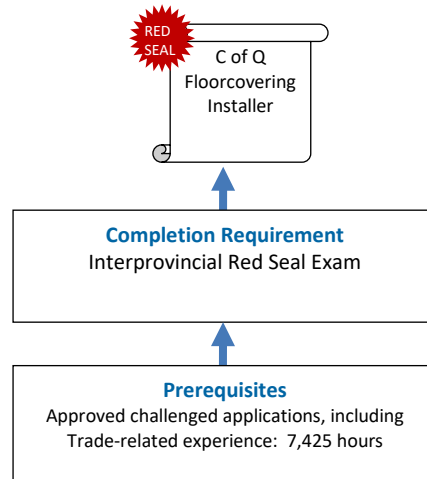 RED
SEAL
C of Q
Floorcovering
Installer
Completion Requirement
Interprovincial Red Seal Exam
Prerequisites
Approved challenged applications, including
Trade-related experience:  7,425 hours